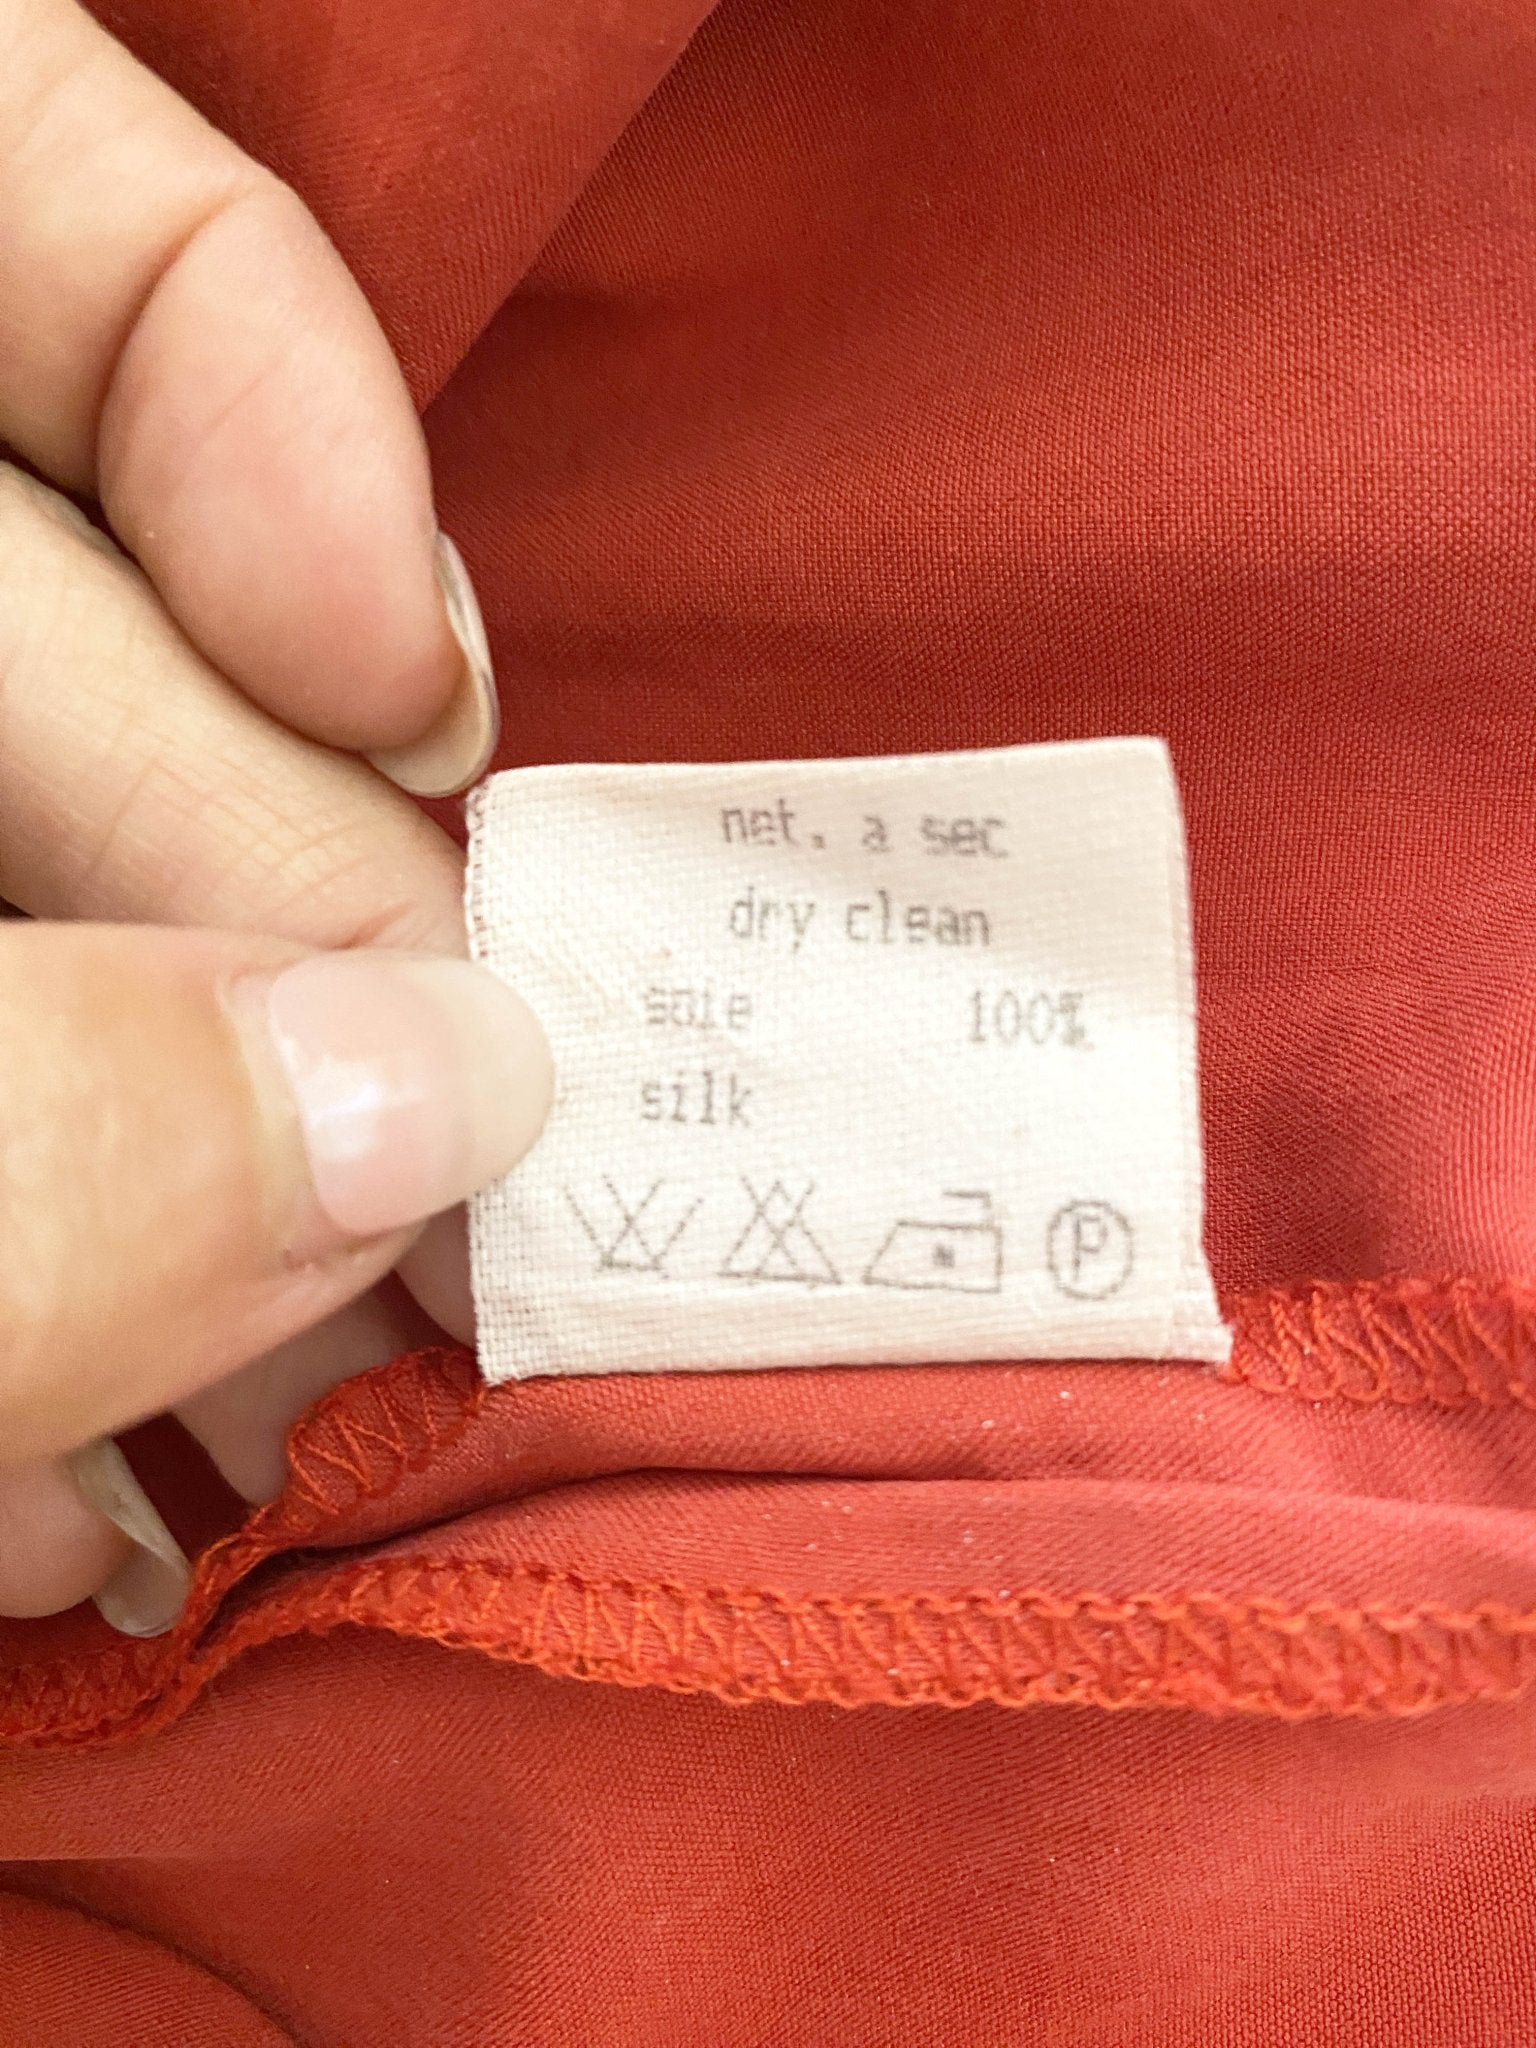 net. a sec
dry clean
soie 100%
silk
P